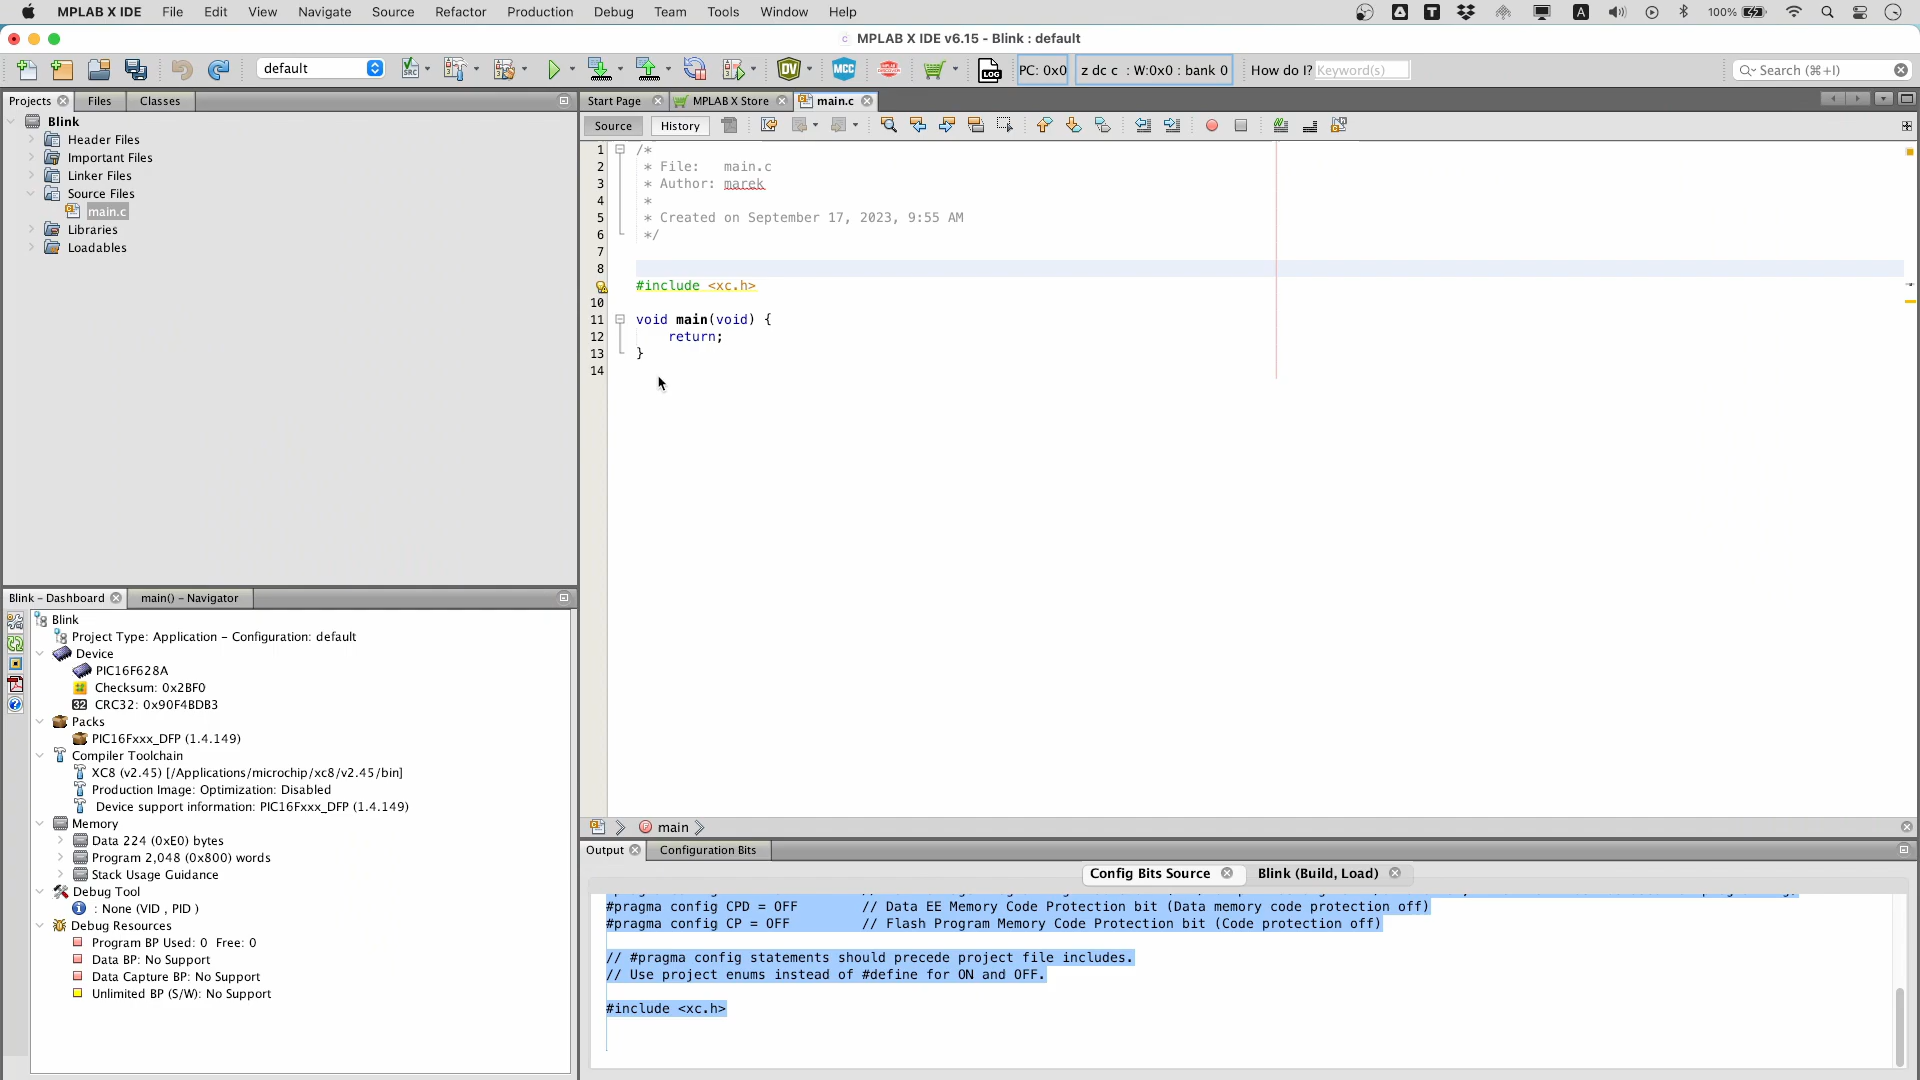 MPLAB X IDE File Edit View Navigate Source Refactor Production Debug Team Tools Window Help 100%
MPLAB X IDE v6.15 - Blink : default
default PC: 0x0 z dc c : W:0x0 : bank 0 How do I? Keyword(s) Search (⌘+I)
Projects Files Classes
Blink
Header Files
Important Files
Linker Files
Source Files
main.c
Libraries
Loadables
Start Page MPLAB X Store main.c
Source History
1 /*
2 * File: main.c
3 * Author: marek
4 *
5 * Created on September 17, 2023, 9:55 AM
6 */
7
8
#include <xc.h>
10
11 void main(void) {
12 return;
13 }
14
main
Blink - Dashboard main() - Navigator
Blink
Project Type: Application - Configuration: default
Device
PIC16F628A
Checksum: 0x2BF0
CRC32: 0x90F4BDB3
Packs
PIC16Fxxx_DFP (1.4.149)
Compiler Toolchain
XC8 (v2.45) [/Applications/microchip/xc8/v2.45/bin]
Production Image: Optimization: Disabled
Device support information: PIC16Fxxx_DFP (1.4.149)
Memory
Data 224 (0xE0) bytes
Program 2,048 (0x800) words
Stack Usage Guidance
Debug Tool
: None (VID , PID )
Debug Resources
Program BP Used: 0 Free: 0
Data BP: No Support
Data Capture BP: No Support
Unlimited BP (S/W): No Support
Output Configuration Bits
Config Bits Source Blink (Build, Load)
#pragma config CPD = OFF // Data EE Memory Code Protection bit (Data memory code protection off)
#pragma config CP = OFF // Flash Program Memory Code Protection bit (Code protection off)
// #pragma config statements should precede project file includes.
// Use project enums instead of #define for ON and OFF.
#include <xc.h>